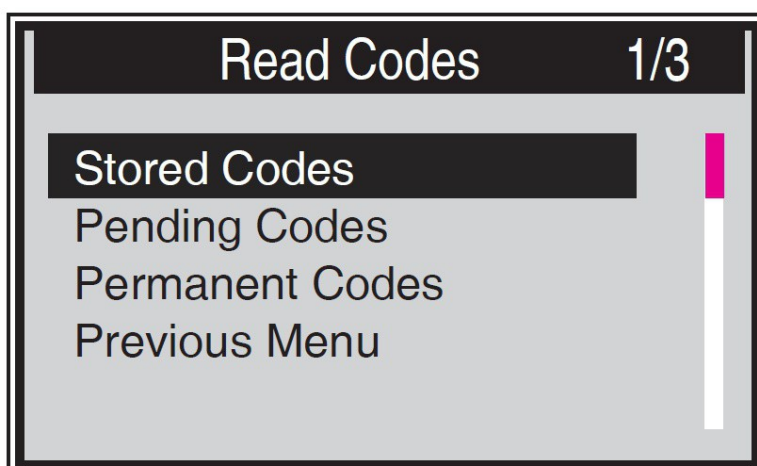 Read Codes 1/3
Stored Codes
Pending Codes
Permanent Codes
Previous Menu